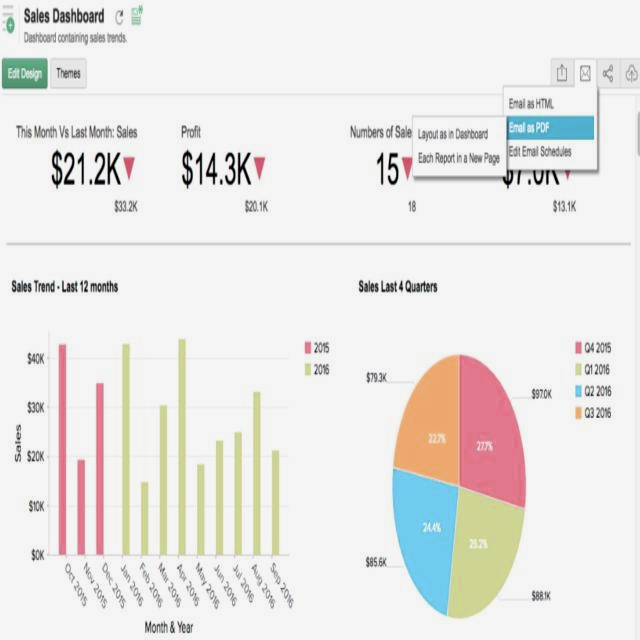 Sales Dashboard
Dashboard containing sales trends.
Edit Design
Themes
Email as HTML
Email as PDF
Edit Email Schedules
Layout as in Dashboard
Each Report in a New Page
This Month Vs Last Month: Sales
Profit
Numbers of Sale
$21.2K
$14.3K
15
$7.0K
$33.2K
$20.1K
18
$13.1K
Sales Trend - Last 12 months
Sales Last 4 Quarters
2015
2016
Sales
$40K
$30K
$20K
$10K
$0K
Oct 2015
Nov 2015
Dec 2015
Jan 2016
Feb 2016
Mar 2016
Apr 2016
May 2016
Jun 2016
Jul 2016
Aug 2016
Sep 2016
Month & Year
Q4 2015
Q1 2016
Q2 2016
Q3 2016
$79.3K
$97.0K
22.7%
27.7%
24.4%
25.2%
$85.6K
$88.1K